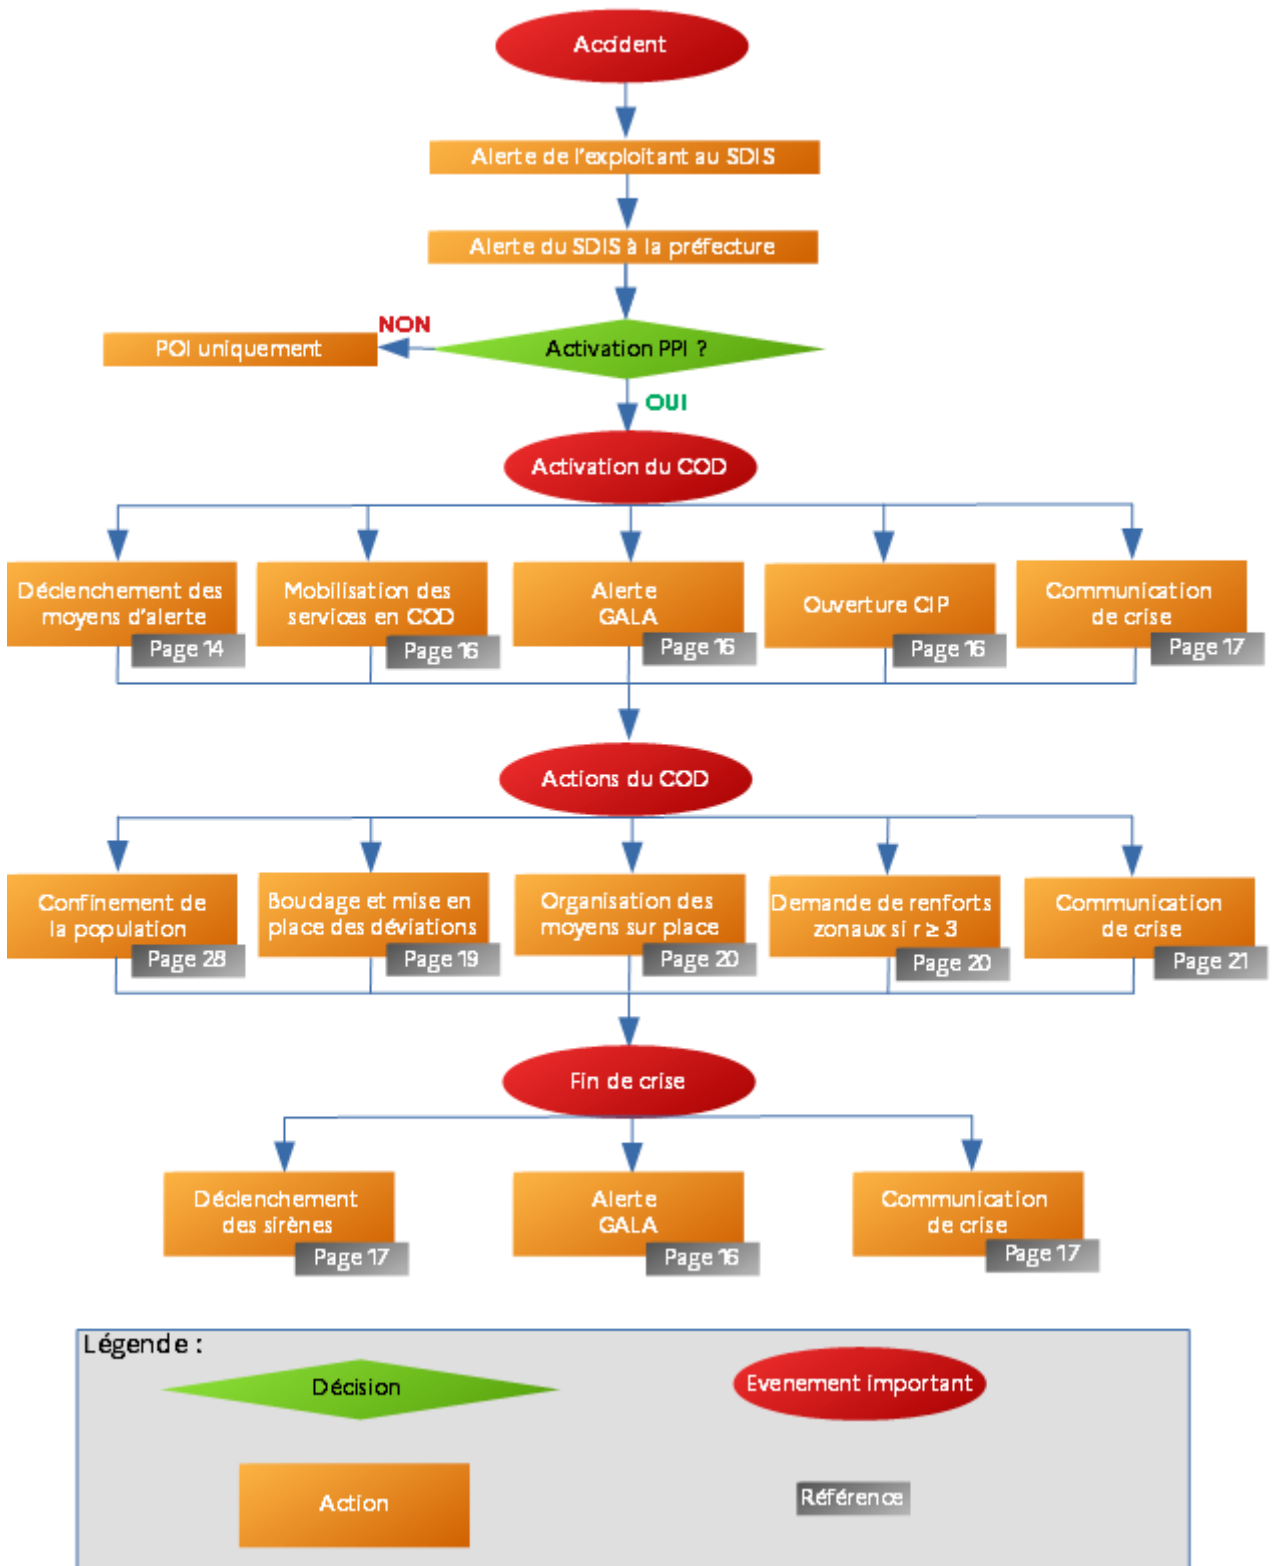 Accident
Alerte de l'exploitant au SDIS
Alerte du SDIS à la préfecture
NON
POI uniquement
Activation PPI ?
OUI
Activation du COD
Déclenchement des
moyens d'alerte
Page 14
Mobilisation des
services en COD
Page 16
Alerte
GALA
Page 16
Ouverture CIP
Page 16
Communication
de crise
Page 17
Actions du COD
Confinement de
la population
Page 28
Bouclage et mise en
place des déviations
Page 19
Organisation des
moyens sur place
Page 20
Demande de renforts
zonaux si r ≥ 3
Page 20
Communication
de crise
Page 21
Fin de crise
Déclenchement
des sirènes
Page 17
Alerte
GALA
Page 16
Communication
de crise
Page 17
Légende :
Décision
Evenement important
Action
Référence